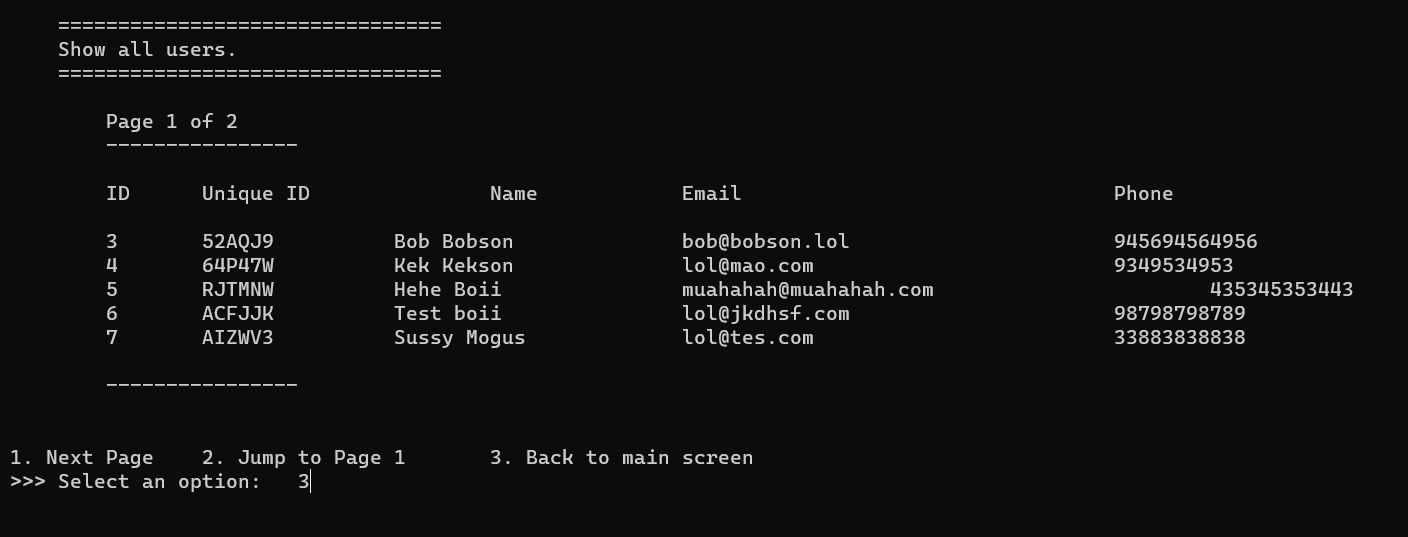 ================================
Show all users.
================================
Page 1 of 2
----------------
ID Unique ID Name Email Phone
3 52AQJ9 Bob Bobson bob@bobson.lol 945694564956
4 64P47W Kek Kekson lol@mao.com 9349534953
5 RJTMNW Hehe Boii muahahah@muahahah.com 435345353443
6 ACFJJK Test boii lol@jkdhsf.com 98798798789
7 AIZWV3 Sussy Mogus lol@tes.com 33883838838
----------------
1. Next Page 2. Jump to Page 1 3. Back to main screen
>>> Select an option: 3